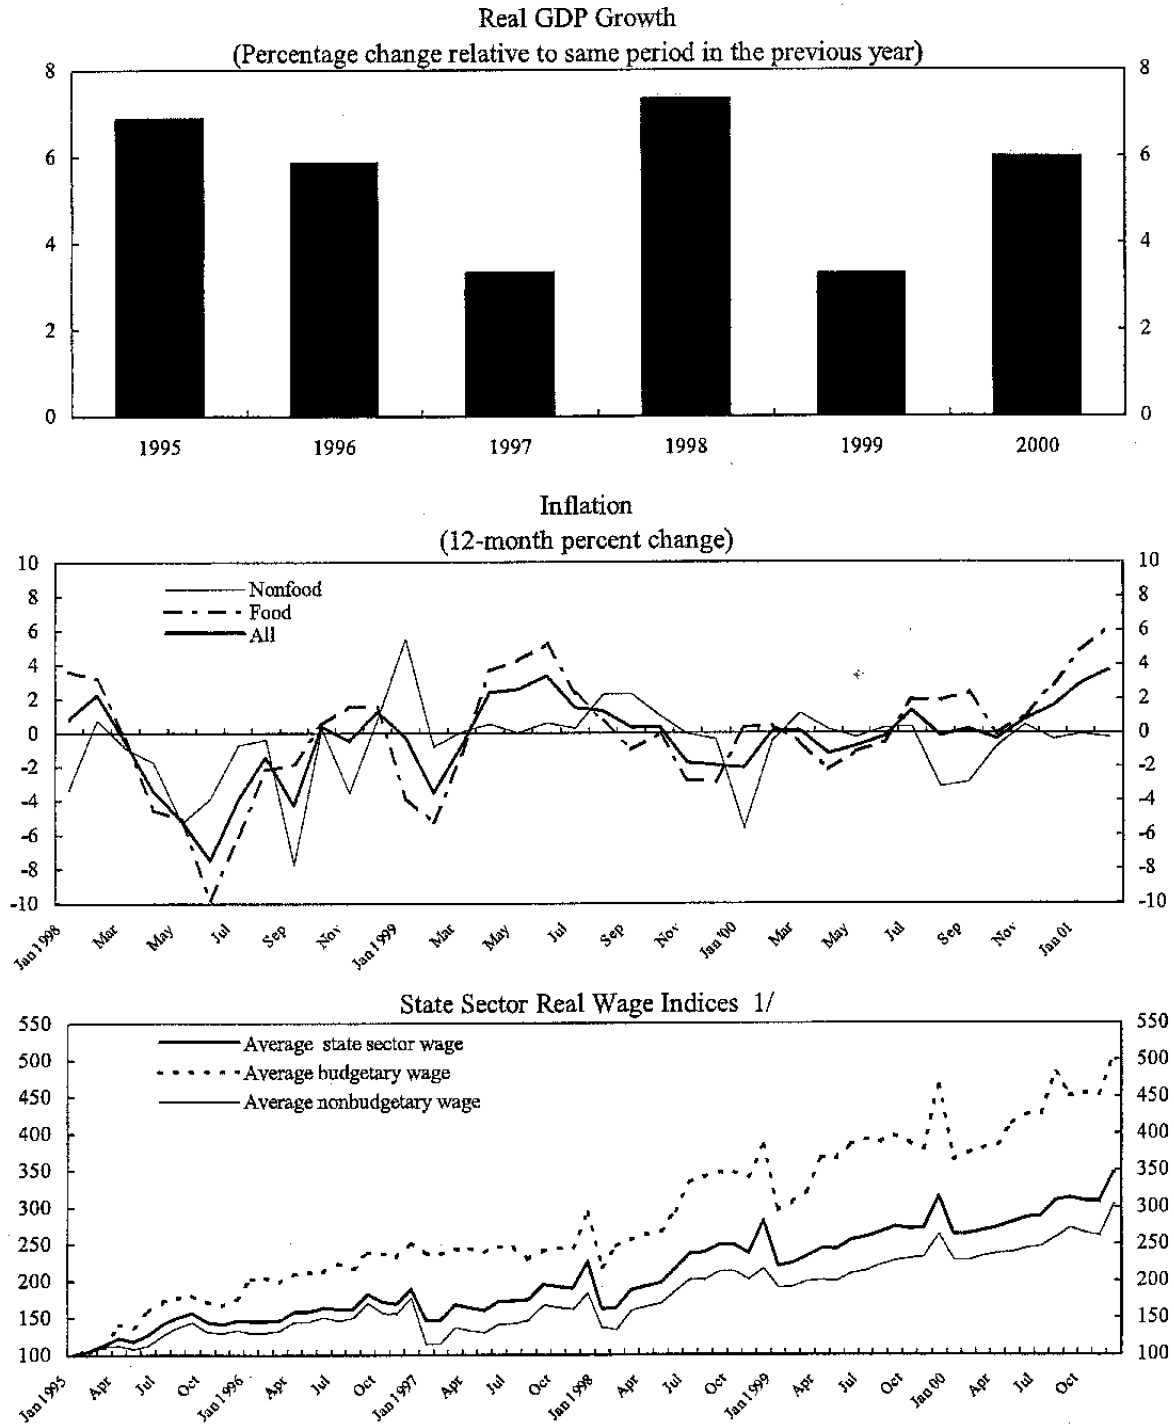 Real GDP Growth
(Percentage change relative to same period in the previous year)
8 8
6 6
4 4
2 2
0 0
1995 1996 1997 1998 1999 2000
Inflation
(12-month percent change)
10 10
8 8
6 6
4 4
2 2
0 0
-2 -2
-4 -4
-6 -6
-8 -8
-10 -10
Nonfood
Food
All
Jan 1998 Mar May Jul Sep Nov Jan 1999 Mar May Jul Sep Nov Jan '00 Mar May Jul Sep Nov Jan 01
State Sector Real Wage Indices 1/
550 550
500 500
450 450
400 400
350 350
300 300
250 250
200 200
150 150
100 100
Average state sector wage
Average budgetary wage
Average nonbudgetary wage
Jan 1995 Apr Jul Oct Jan 1996 Apr Jul Oct Jan 1997 Apr Jul Oct Jan 1998 Apr Jul Oct Jan 1999 Apr Jul Oct Jan 00 Apr Jul Oct